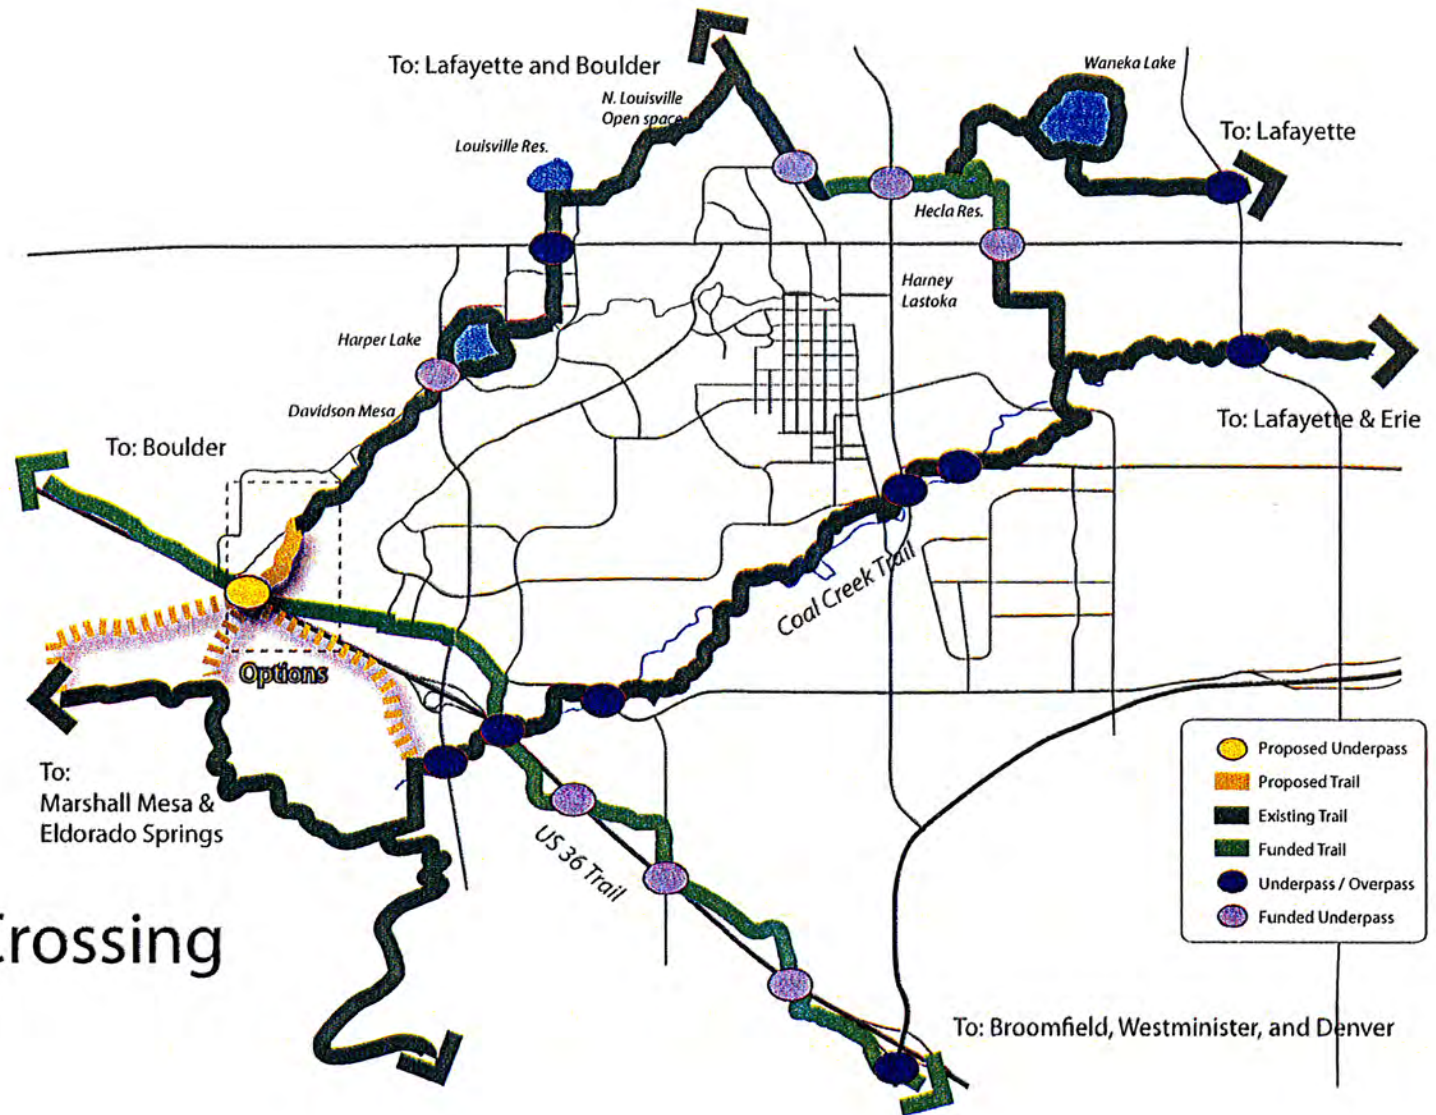 To: Lafayette and Boulder
Waneka Lake
N. Louisville
Open space
To: Lafayette
Louisville Res.
Hecla Res.
Harney
Lastoka
Harper Lake
Davidson Mesa
To: Boulder
To: Lafayette & Erie
Coal Creek Trail
Options
To:
Marshall Mesa &
Eldorado Springs
US 36 Trail
Proposed Underpass
Proposed Trail
Existing Trail
Funded Trail
Underpass / Overpass
Funded Underpass
Crossing
To: Broomfield, Westminister, and Denver